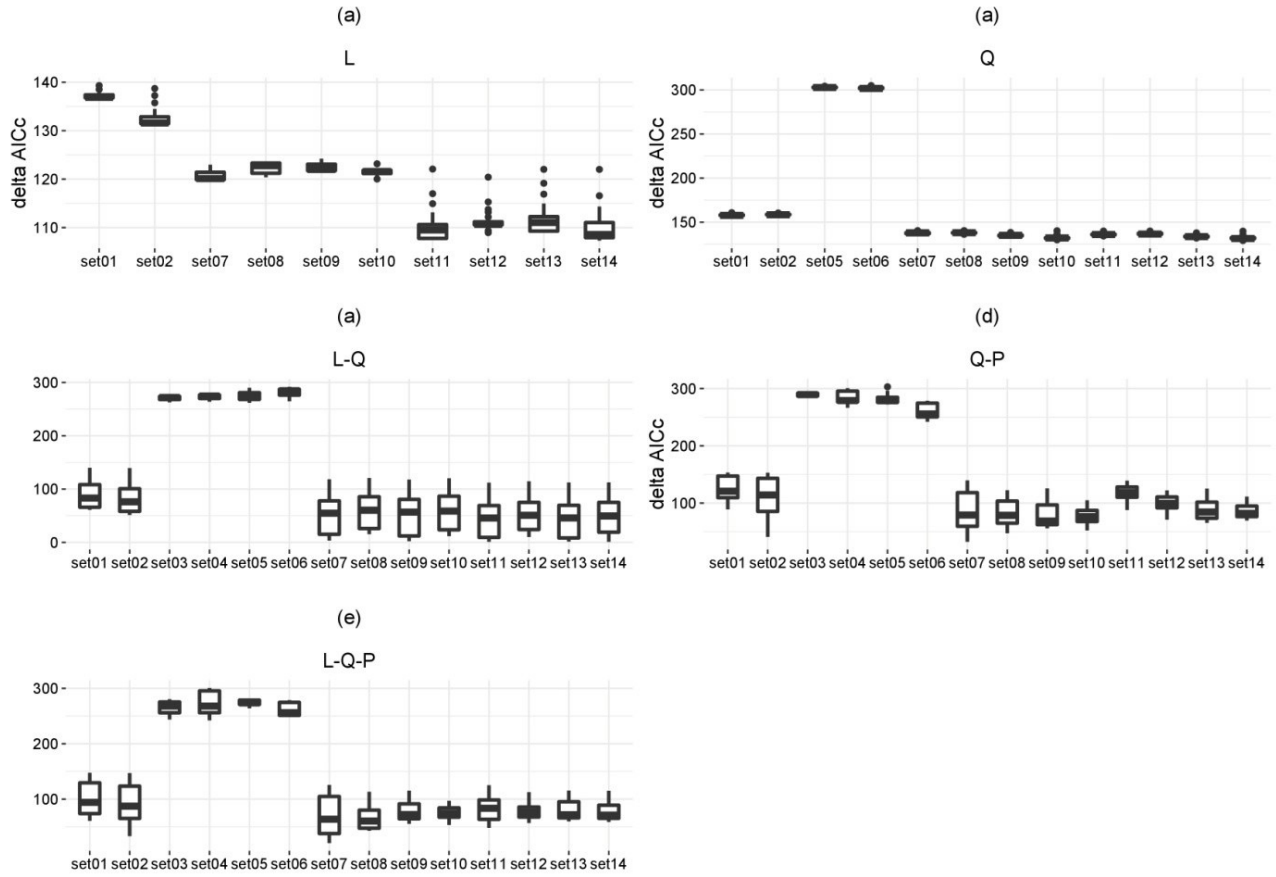 (a)
L
delta AICc
140
130
120
110
set01 set02 set07 set08 set09 set10 set11 set12 set13 set14
(a)
Q
delta AICc
300
250
200
150
set01 set02 set05 set06 set07 set08 set09 set10 set11 set12 set13 set14
(a)
L-Q
300
200
100
0
set01 set02 set03 set04 set05 set06 set07 set08 set09 set10 set11 set12 set13 set14
(d)
Q-P
delta AICc
300
200
100
set01 set02 set03 set04 set05 set06 set07 set08 set09 set10 set11 set12 set13 set14
(e)
L-Q-P
300
200
100
set01 set02 set03 set04 set05 set06 set07 set08 set09 set10 set11 set12 set13 set14